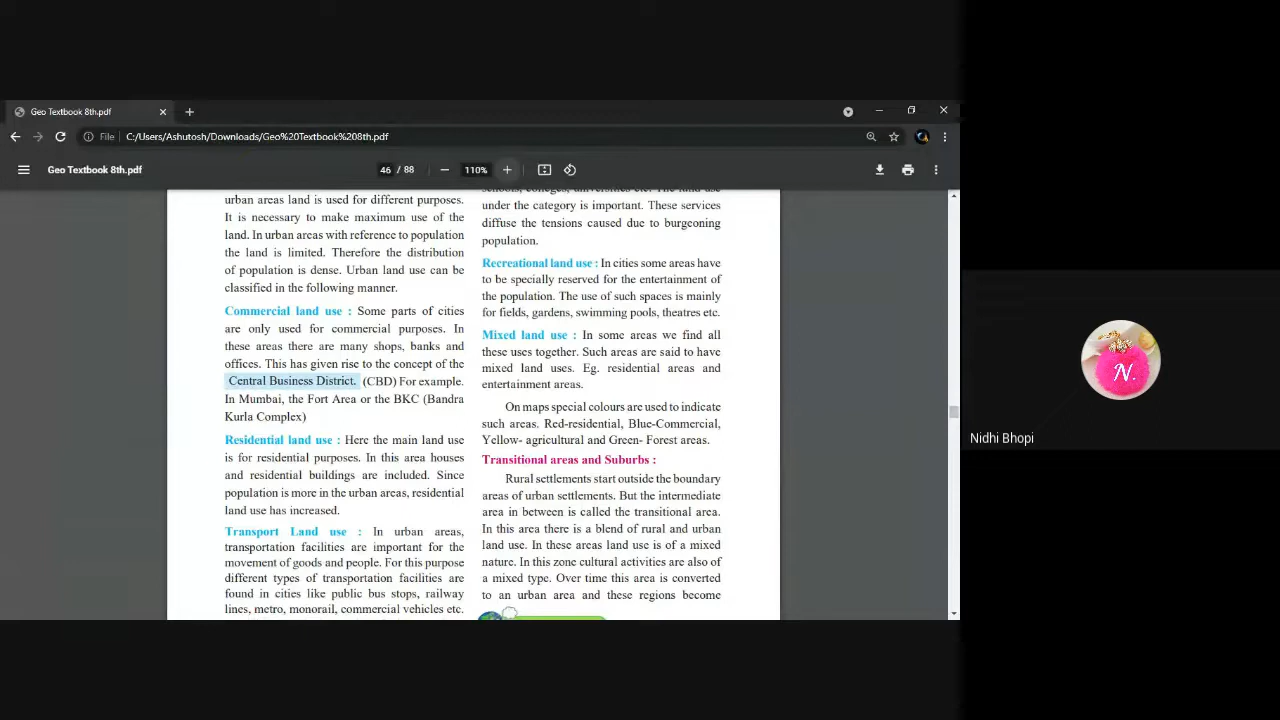 Geo Textbook 8th.pdf
File C:/Users/Ashutosh/Downloads/Geo%20Textbook%208th.pdf
Geo Textbook 8th.pdf
46 / 88
110%
urban areas land is used for different purposes.
It is necessary to make maximum use of the
land. In urban areas with reference to population
the land is limited. Therefore the distribution
of population is dense. Urban land use can be
classified in the following manner.
Commercial land use : Some parts of cities
are only used for commercial purposes. In
these areas there are many shops, banks and
offices. This has given rise to the concept of the
Central Business District. (CBD) For example.
In Mumbai, the Fort Area or the BKC (Bandra
Kurla Complex)
Residential land use : Here the main land use
is for residential purposes. In this area houses
and residential buildings are included. Since
population is more in the urban areas, residential
land use has increased.
Transport Land use : In urban areas,
transportation facilities are important for the
movement of goods and people. For this purpose
different types of transportation facilities are
found in cities like public bus stops, railway
lines, metro, monorail, commercial vehicles etc.
schools, colleges, universities etc. The land use
under the category is important. These services
diffuse the tensions caused due to burgeoning
population.
Recreational land use : In cities some areas have
to be specially reserved for the entertainment of
the population. The use of such spaces is mainly
for fields, gardens, swimming pools, theatres etc.
Mixed land use : In some areas we find all
these uses together. Such areas are said to have
mixed land uses. Eg. residential areas and
entertainment areas.
On maps special colours are used to indicate
such areas. Red-residential, Blue-Commercial,
Yellow- agricultural and Green- Forest areas.
Transitional areas and Suburbs :
Rural settlements start outside the boundary
areas of urban settlements. But the intermediate
area in between is called the transitional area.
In this area there is a blend of rural and urban
land use. In these areas land use is of a mixed
nature. In this zone cultural activities are also of
a mixed type. Over time this area is converted
to an urban area and these regions become
N.
Nidhi Bhopi